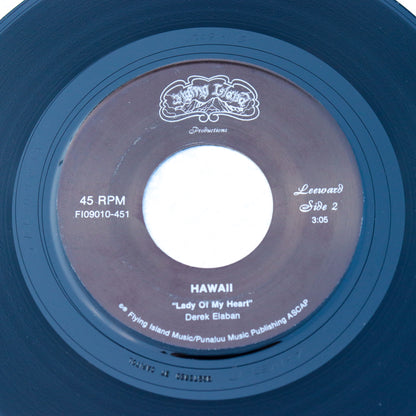 Flying Island
Productions
45 RPM
FI09010-451
Leeward
Side 2
3:05
HAWAII
"Lady Of My Heart"
Derek Elaban
Flying Island Music/Punaluu Music Publishing ASCAP